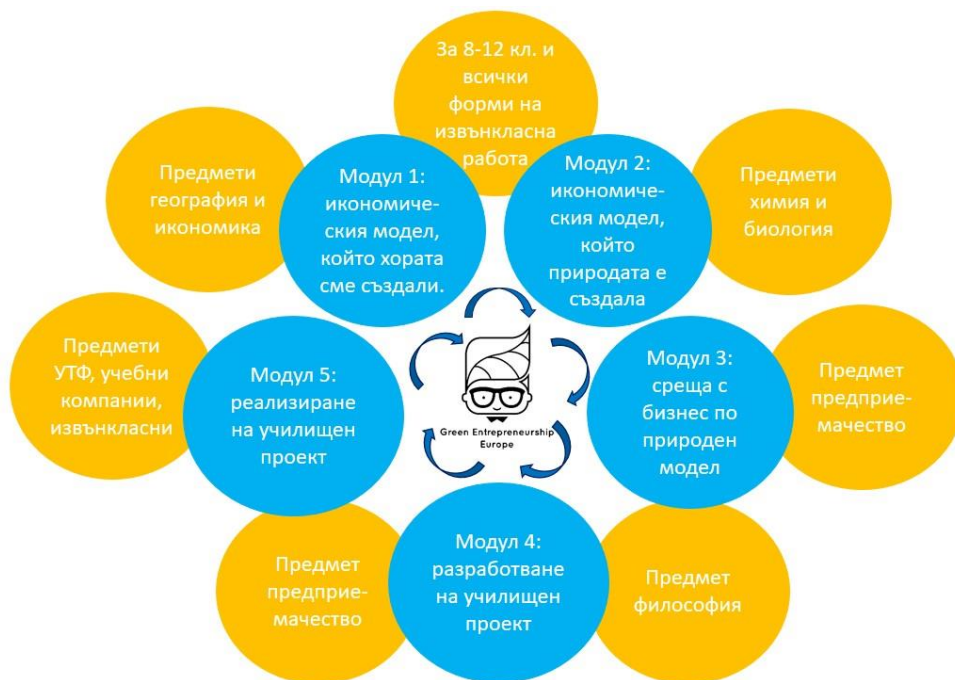 За 8-12 кл. и
всички
форми на
извънкласна
работа
Предмети
география и
икономика
Модул 1:
икономиче-
ския модел,
който хората
сме създали.
Модул 2:
икономиче-
ския модел,
който
природата е
създала
Предмети
химия и
биология
Предмети
УТФ, учебни
компании,
извънкласни
Модул 5:
реализиране
на училищен
проект
Green Entrepreneurship
Europe
Модул 3:
среща с
бизнес по
природен
модел
Предмет
предприе-
мачество
Предмет
предприе-
мачество
Модул 4:
разработване
на училищен
проект
Предмет
философия